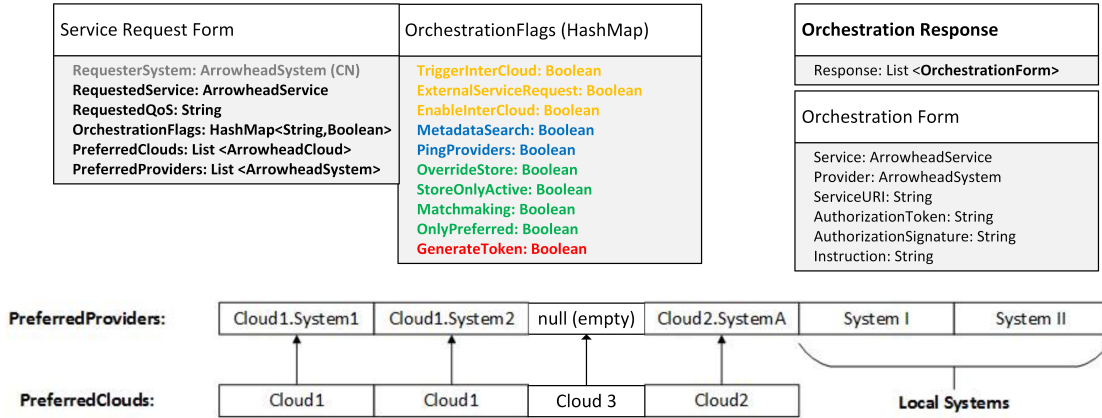 Service Request Form
RequesterSystem: ArrowheadSystem (CN)
RequestedService: ArrowheadService
RequestedQoS: String
OrchestrationFlags: HashMap<String,Boolean>
PreferredClouds: List <ArrowheadCloud>
PreferredProviders: List <ArrowheadSystem>
OrchestrationFlags (HashMap)
TriggerInterCloud: Boolean
ExternalServiceRequest: Boolean
EnableInterCloud: Boolean
MetadataSearch: Boolean
PingProviders: Boolean
OverrideStore: Boolean
StoreOnlyActive: Boolean
Matchmaking: Boolean
OnlyPreferred: Boolean
GenerateToken: Boolean
Orchestration Response
Response: List <OrchestrationForm>
Orchestration Form
Service: ArrowheadService
Provider: ArrowheadSystem
ServiceURI: String
AuthorizationToken: String
AuthorizationSignature: String
Instruction: String
PreferredProviders: Cloud1.System1 Cloud1.System2 null (empty) Cloud2.SystemA System I System II
PreferredClouds: Cloud1 Cloud1 Cloud 3 Cloud2 Local Systems